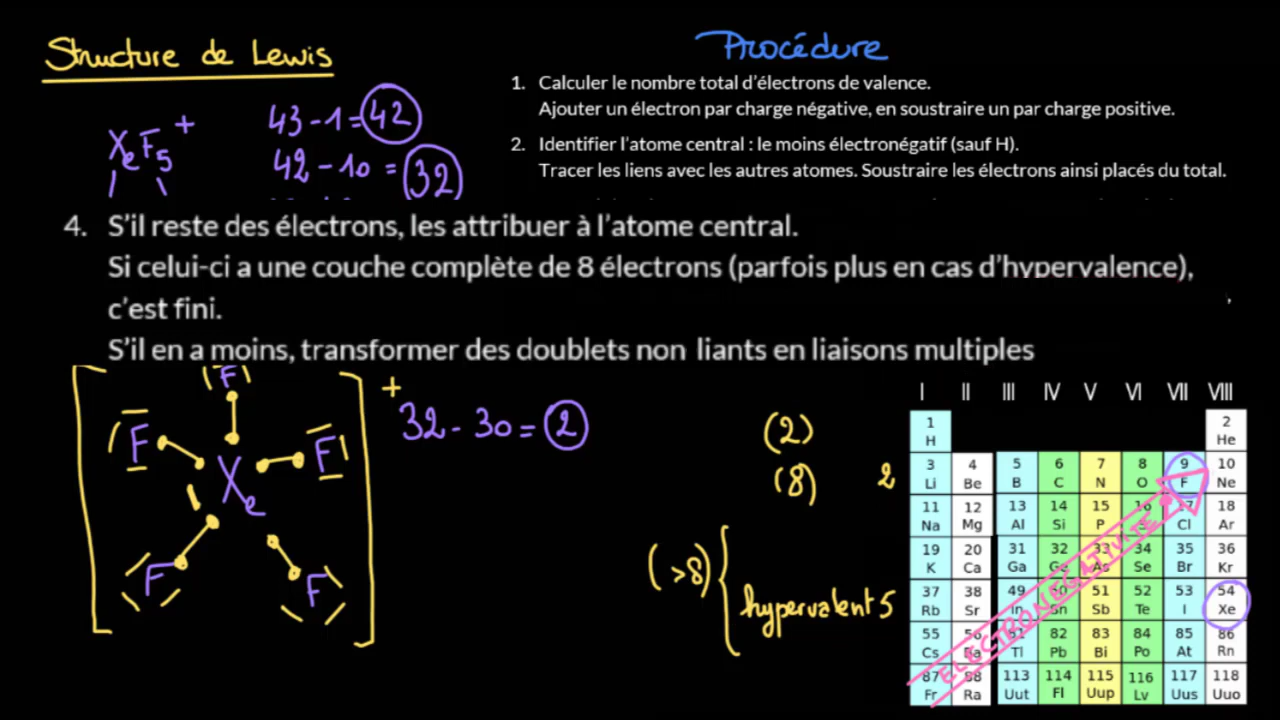 Structure de Lewis
Procédure
1. Calculer le nombre total d'électrons de valence.
Ajouter un électron par charge négative, en soustraire un par charge positive.
2. Identifier l'atome central : le moins électronégatif (sauf H).
Tracer les liens avec les autres atomes. Soustraire les électrons ainsi placés du total.
XeF5+
43 - 1 = 42
42 - 10 = 32
4. S'il reste des électrons, les attribuer à l'atome central.
Si celui-ci a une couche complète de 8 électrons (parfois plus en cas d'hypervalence),
c'est fini.
S'il en a moins, transformer des doublets non liants en liaisons multiples
F
F Xe F
F F
+
32 - 30 = 2
(2)
(8) 2
(>8) hypervalent 5
I II III IV V VI VII VIII
1 2
H He
3 4 5 6 7 8 9 10
Li Be B C N O F Ne
11 12 13 14 15 16 17 18
Na Mg Al Si P Cl Ar
19 20 31 32 33 34 35 36
K Ca Ga Ge As Se Br Kr
37 38 49 50 51 52 53 54
Rb Sr In Sn Sb Te I Xe
55 56 82 83 84 85 86
Cs Ba Tl Pb Bi Po At Rn
87 88 113 114 115 116 117 118
Fr Ra Uut Fl Uup Lv Uus Uuo
ELECTRONEGATIVITE